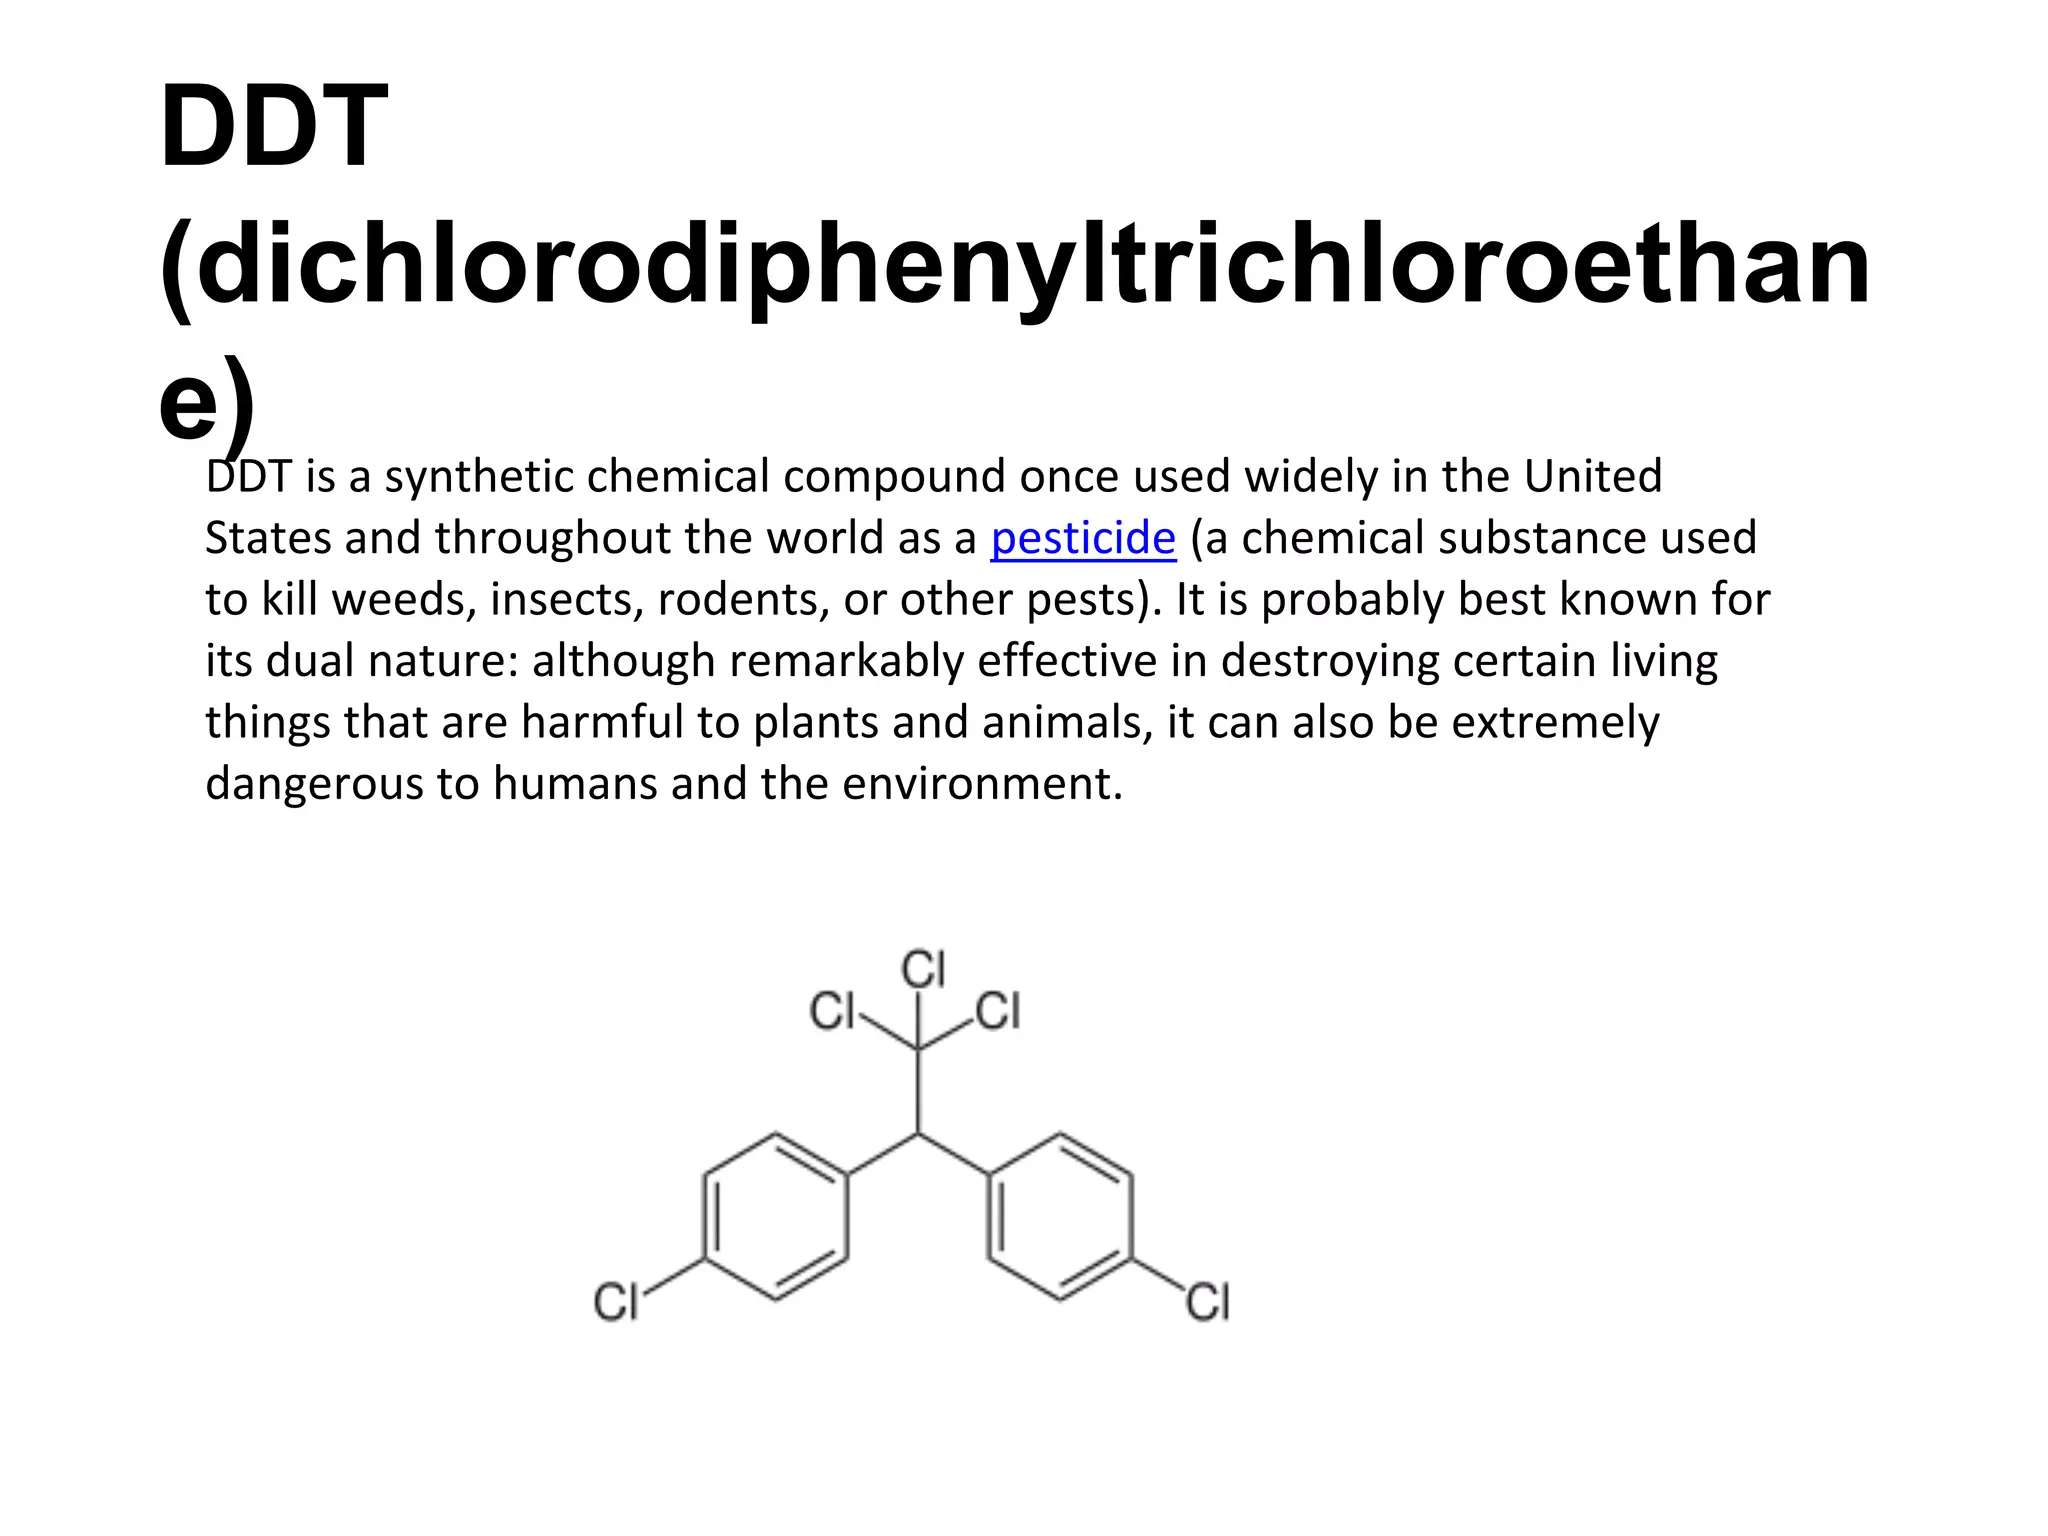 DDT
(dichlorodiphenyltrichloroethan
e)
DDT is a synthetic chemical compound once used widely in the United
States and throughout the world as a pesticide (a chemical substance used
to kill weeds, insects, rodents, or other pests). It is probably best known for
its dual nature: although remarkably effective in destroying certain living
things that are harmful to plants and animals, it can also be extremely
dangerous to humans and the environment.
Cl
Cl
Cl
Cl
Cl